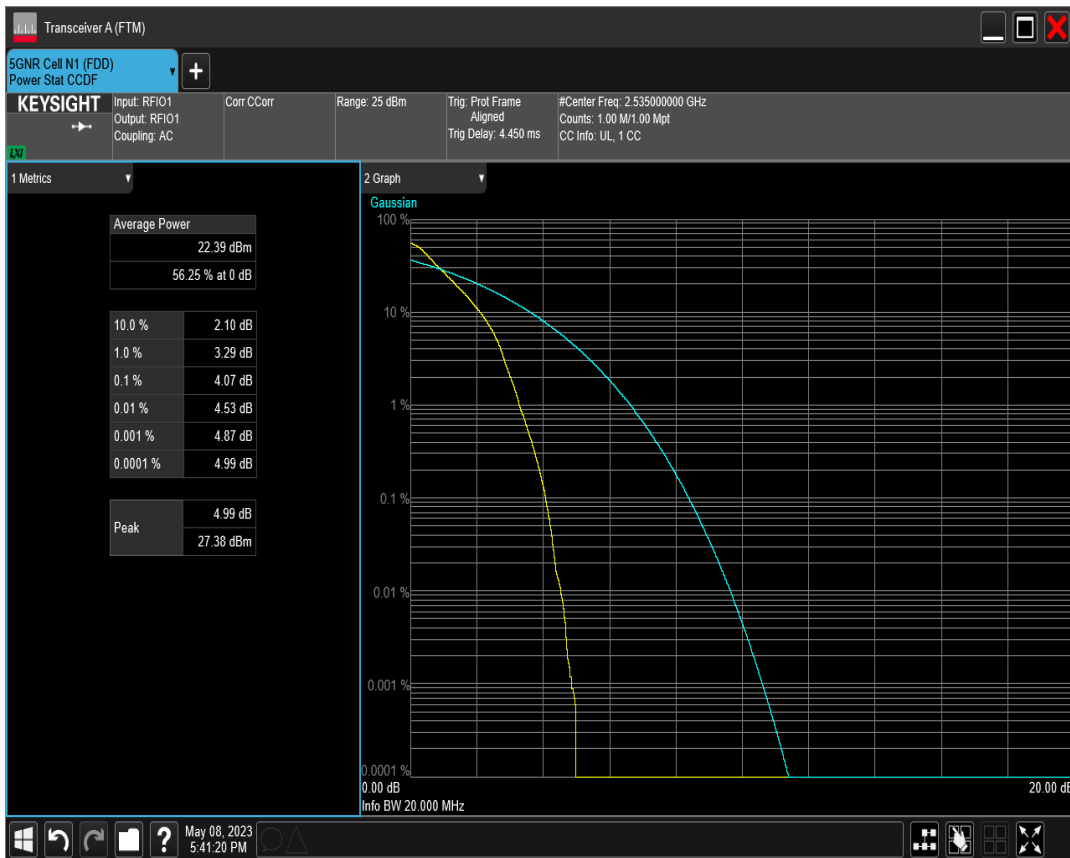 Transceiver A (FTM)
5GNR Cell N1 (FDD)
Power Stat CCDF
KEYSIGHT
LXI
Input: RFIO1
Output: RFIO1
Coupling: AC
Corr CCorr
Range: 25 dBm
Trig: Prot Frame
Aligned
Trig Delay: 4.450 ms
#Center Freq: 2.535000000 GHz
Counts: 1.00 M/1.00 Mpt
CC Info: UL, 1 CC
1 Metrics
Average Power
22.39 dBm
56.25 % at 0 dB
10.0 % 2.10 dB
1.0 % 3.29 dB
0.1 % 4.07 dB
0.01 % 4.53 dB
0.001 % 4.87 dB
0.0001 % 4.99 dB
Peak
4.99 dB
27.38 dBm
2 Graph
Gaussian
100 %
10 %
1 %
0.1 %
0.01 %
0.001 %
0.0001 %
0.00 dB
20.00 dB
Info BW 20.000 MHz
?
May 08, 2023
5:41:20 PM